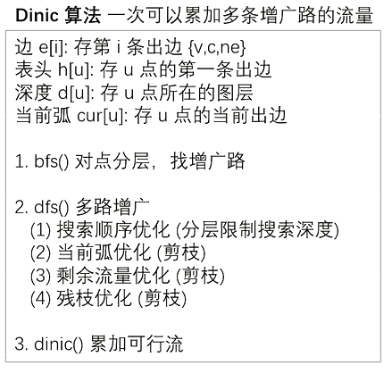 Dinic 算法 一次可以累加多条增广路的流量
边 e[i]: 存第 i 条出边 {v,c,ne}
表头 h[u]: 存 u 点的第一条出边
深度 d[u]: 存 u 点所在的图层
当前弧 cur[u]: 存 u 点的当前出边
1. bfs() 对点分层，找增广路
2. dfs() 多路增广
(1) 搜索顺序优化 (分层限制搜索深度)
(2) 当前弧优化 (剪枝)
(3) 剩余流量优化 (剪枝)
(4) 残枝优化 (剪枝)
3. dinic() 累加可行流